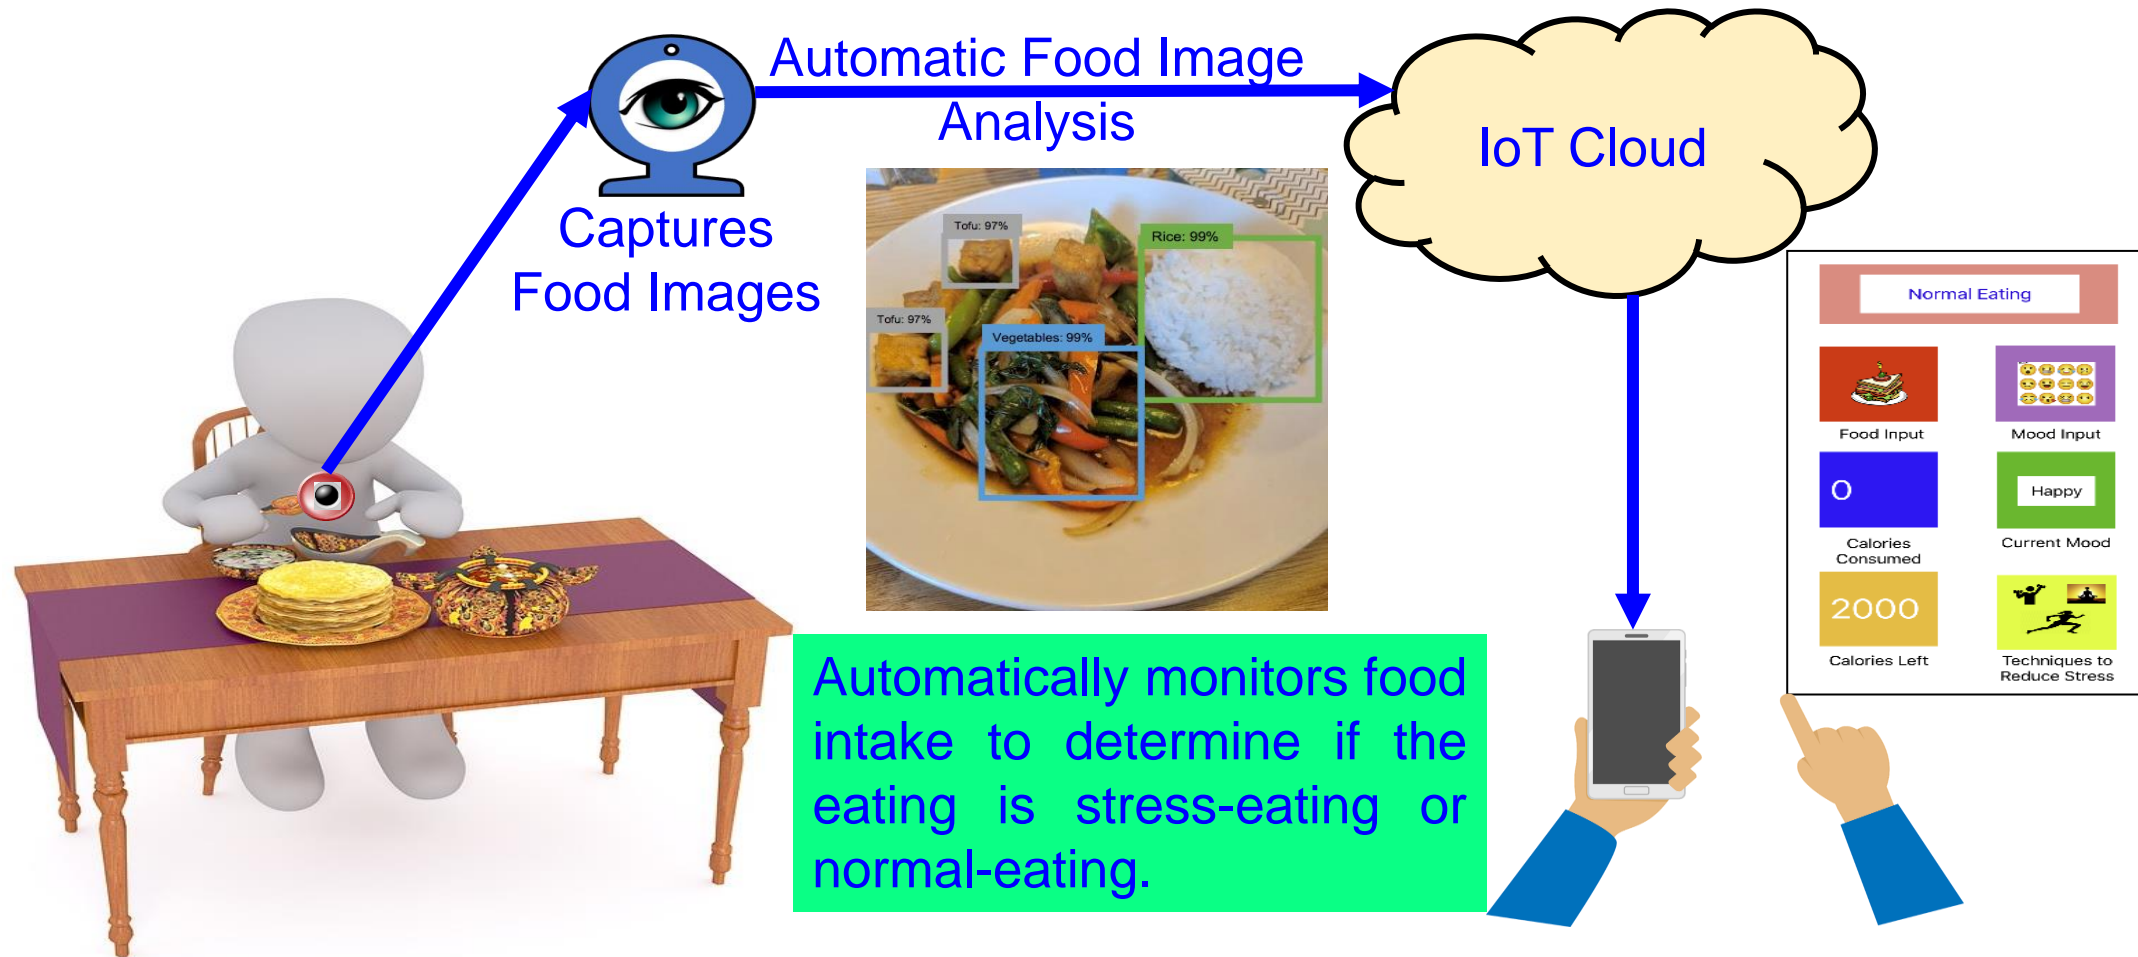 Automatic Food Image
Analysis
IoT Cloud
Captures
Food Images
Tofu: 97%
Rice: 99%
Tofu: 97%
Vegetables: 99%
Normal Eating
Food Input
Mood Input
0
Happy
Calories
Consumed
Current Mood
2000
Calories Left
Techniques to
Reduce Stress
Automatically monitors food
intake to determine if the
eating is stress-eating or
normal-eating.